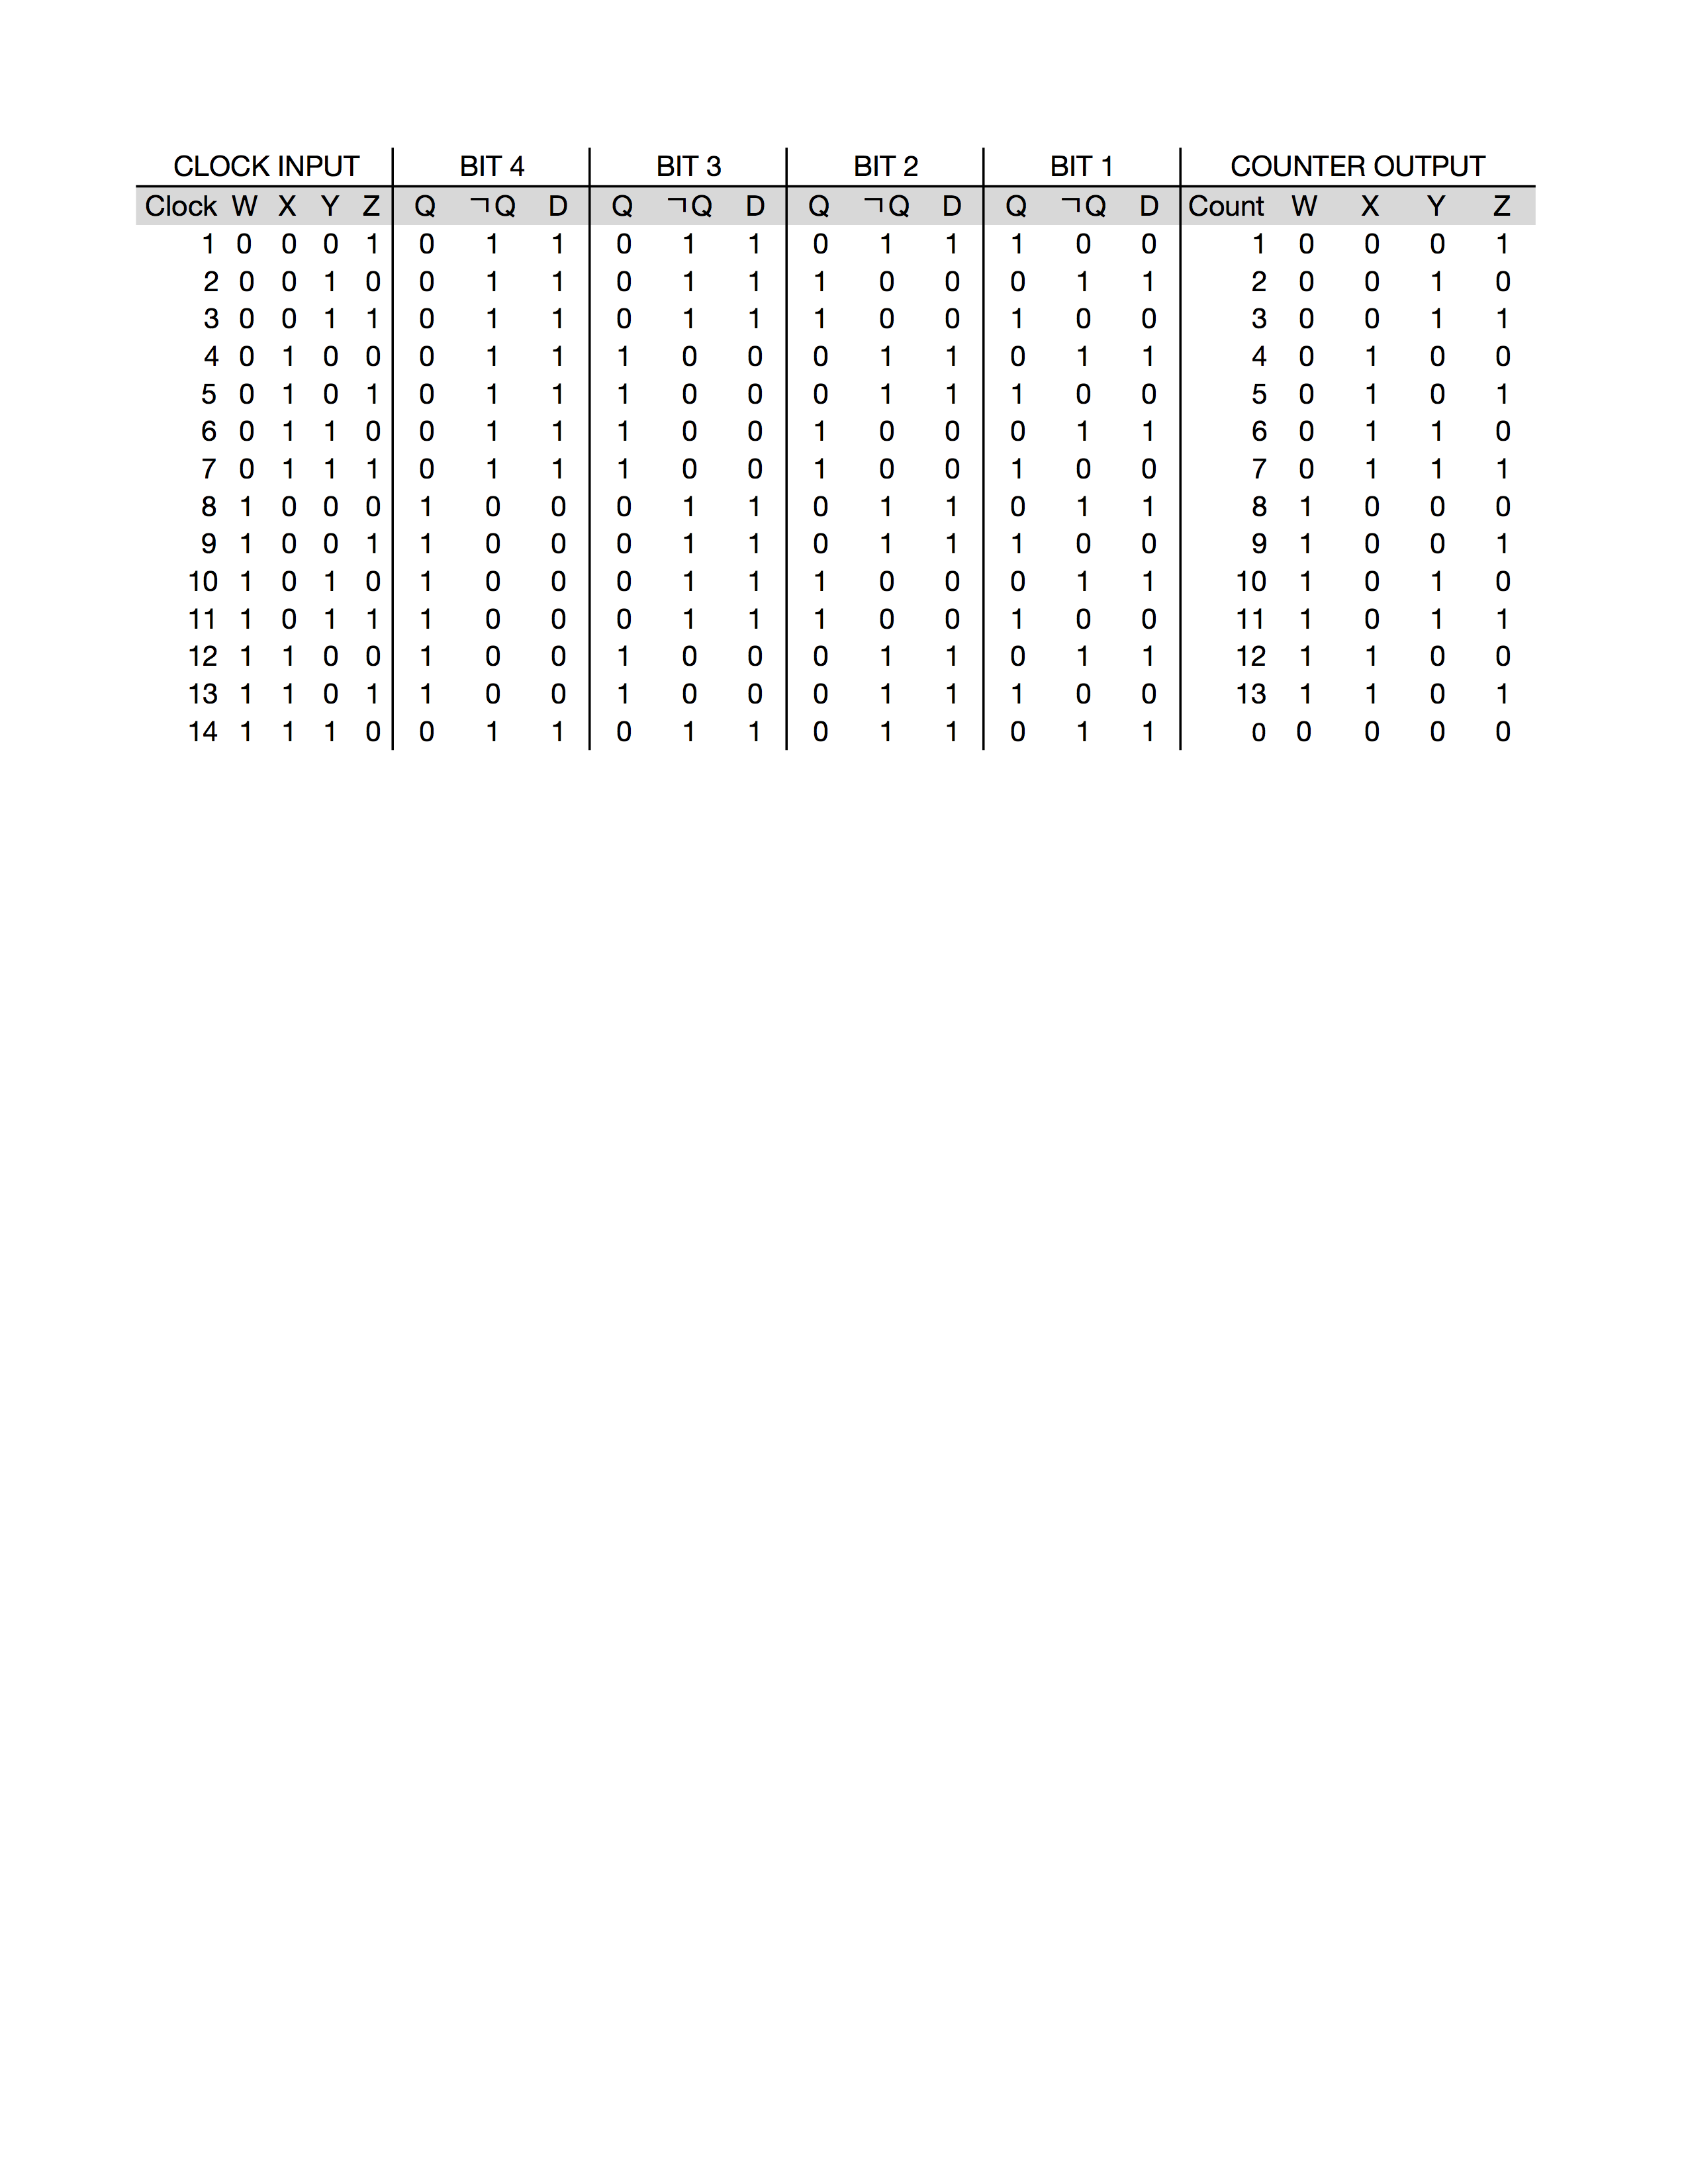 CLOCK INPUT BIT 4 BIT 3 BIT 2 BIT 1 COUNTER OUTPUT
Clock W X Y Z Q ¬Q D Q ¬Q D Q ¬Q D Q ¬Q D Count W X Y Z
1 0 0 0 1 0 1 1 0 1 1 0 1 1 1 0 0 1 0 0 0 1
2 0 0 1 0 0 1 1 0 1 1 1 0 0 0 1 1 2 0 0 1 0
3 0 0 1 1 0 1 1 0 1 1 1 0 0 1 0 0 3 0 0 1 1
4 0 1 0 0 0 1 1 1 0 0 0 1 1 0 1 1 4 0 1 0 0
5 0 1 0 1 0 1 1 1 0 0 0 1 1 1 0 0 5 0 1 0 1
6 0 1 1 0 0 1 1 1 0 0 1 0 0 0 1 1 6 0 1 1 0
7 0 1 1 1 0 1 1 1 0 0 1 0 0 1 0 0 7 0 1 1 1
8 1 0 0 0 1 0 0 0 1 1 0 1 1 0 1 1 8 1 0 0 0
9 1 0 0 1 1 0 0 0 1 1 0 1 1 1 0 0 9 1 0 0 1
10 1 0 1 0 1 0 0 0 1 1 1 0 0 0 1 1 10 1 0 1 0
11 1 0 1 1 1 0 0 0 1 1 1 0 0 1 0 0 11 1 0 1 1
12 1 1 0 0 1 0 0 1 0 0 0 1 1 0 1 1 12 1 1 0 0
13 1 1 0 1 1 0 0 1 0 0 0 1 1 1 0 0 13 1 1 0 1
14 1 1 1 0 0 1 1 0 1 1 0 1 1 0 1 1 0 0 0 0 0